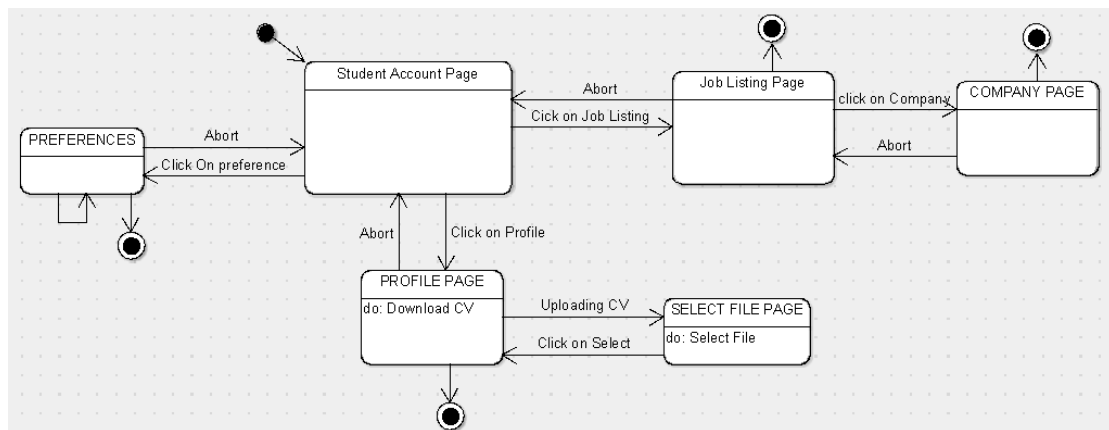 Student Account Page
Job Listing Page
COMPANY PAGE
Abort
click on Company
Cick on Job Listing
PREFERENCES
Abort
Abort
Click On preference
Abort
Click on Profile
PROFILE PAGE
do: Download CV
Uploading CV
SELECT FILE PAGE
do: Select File
Click on Select